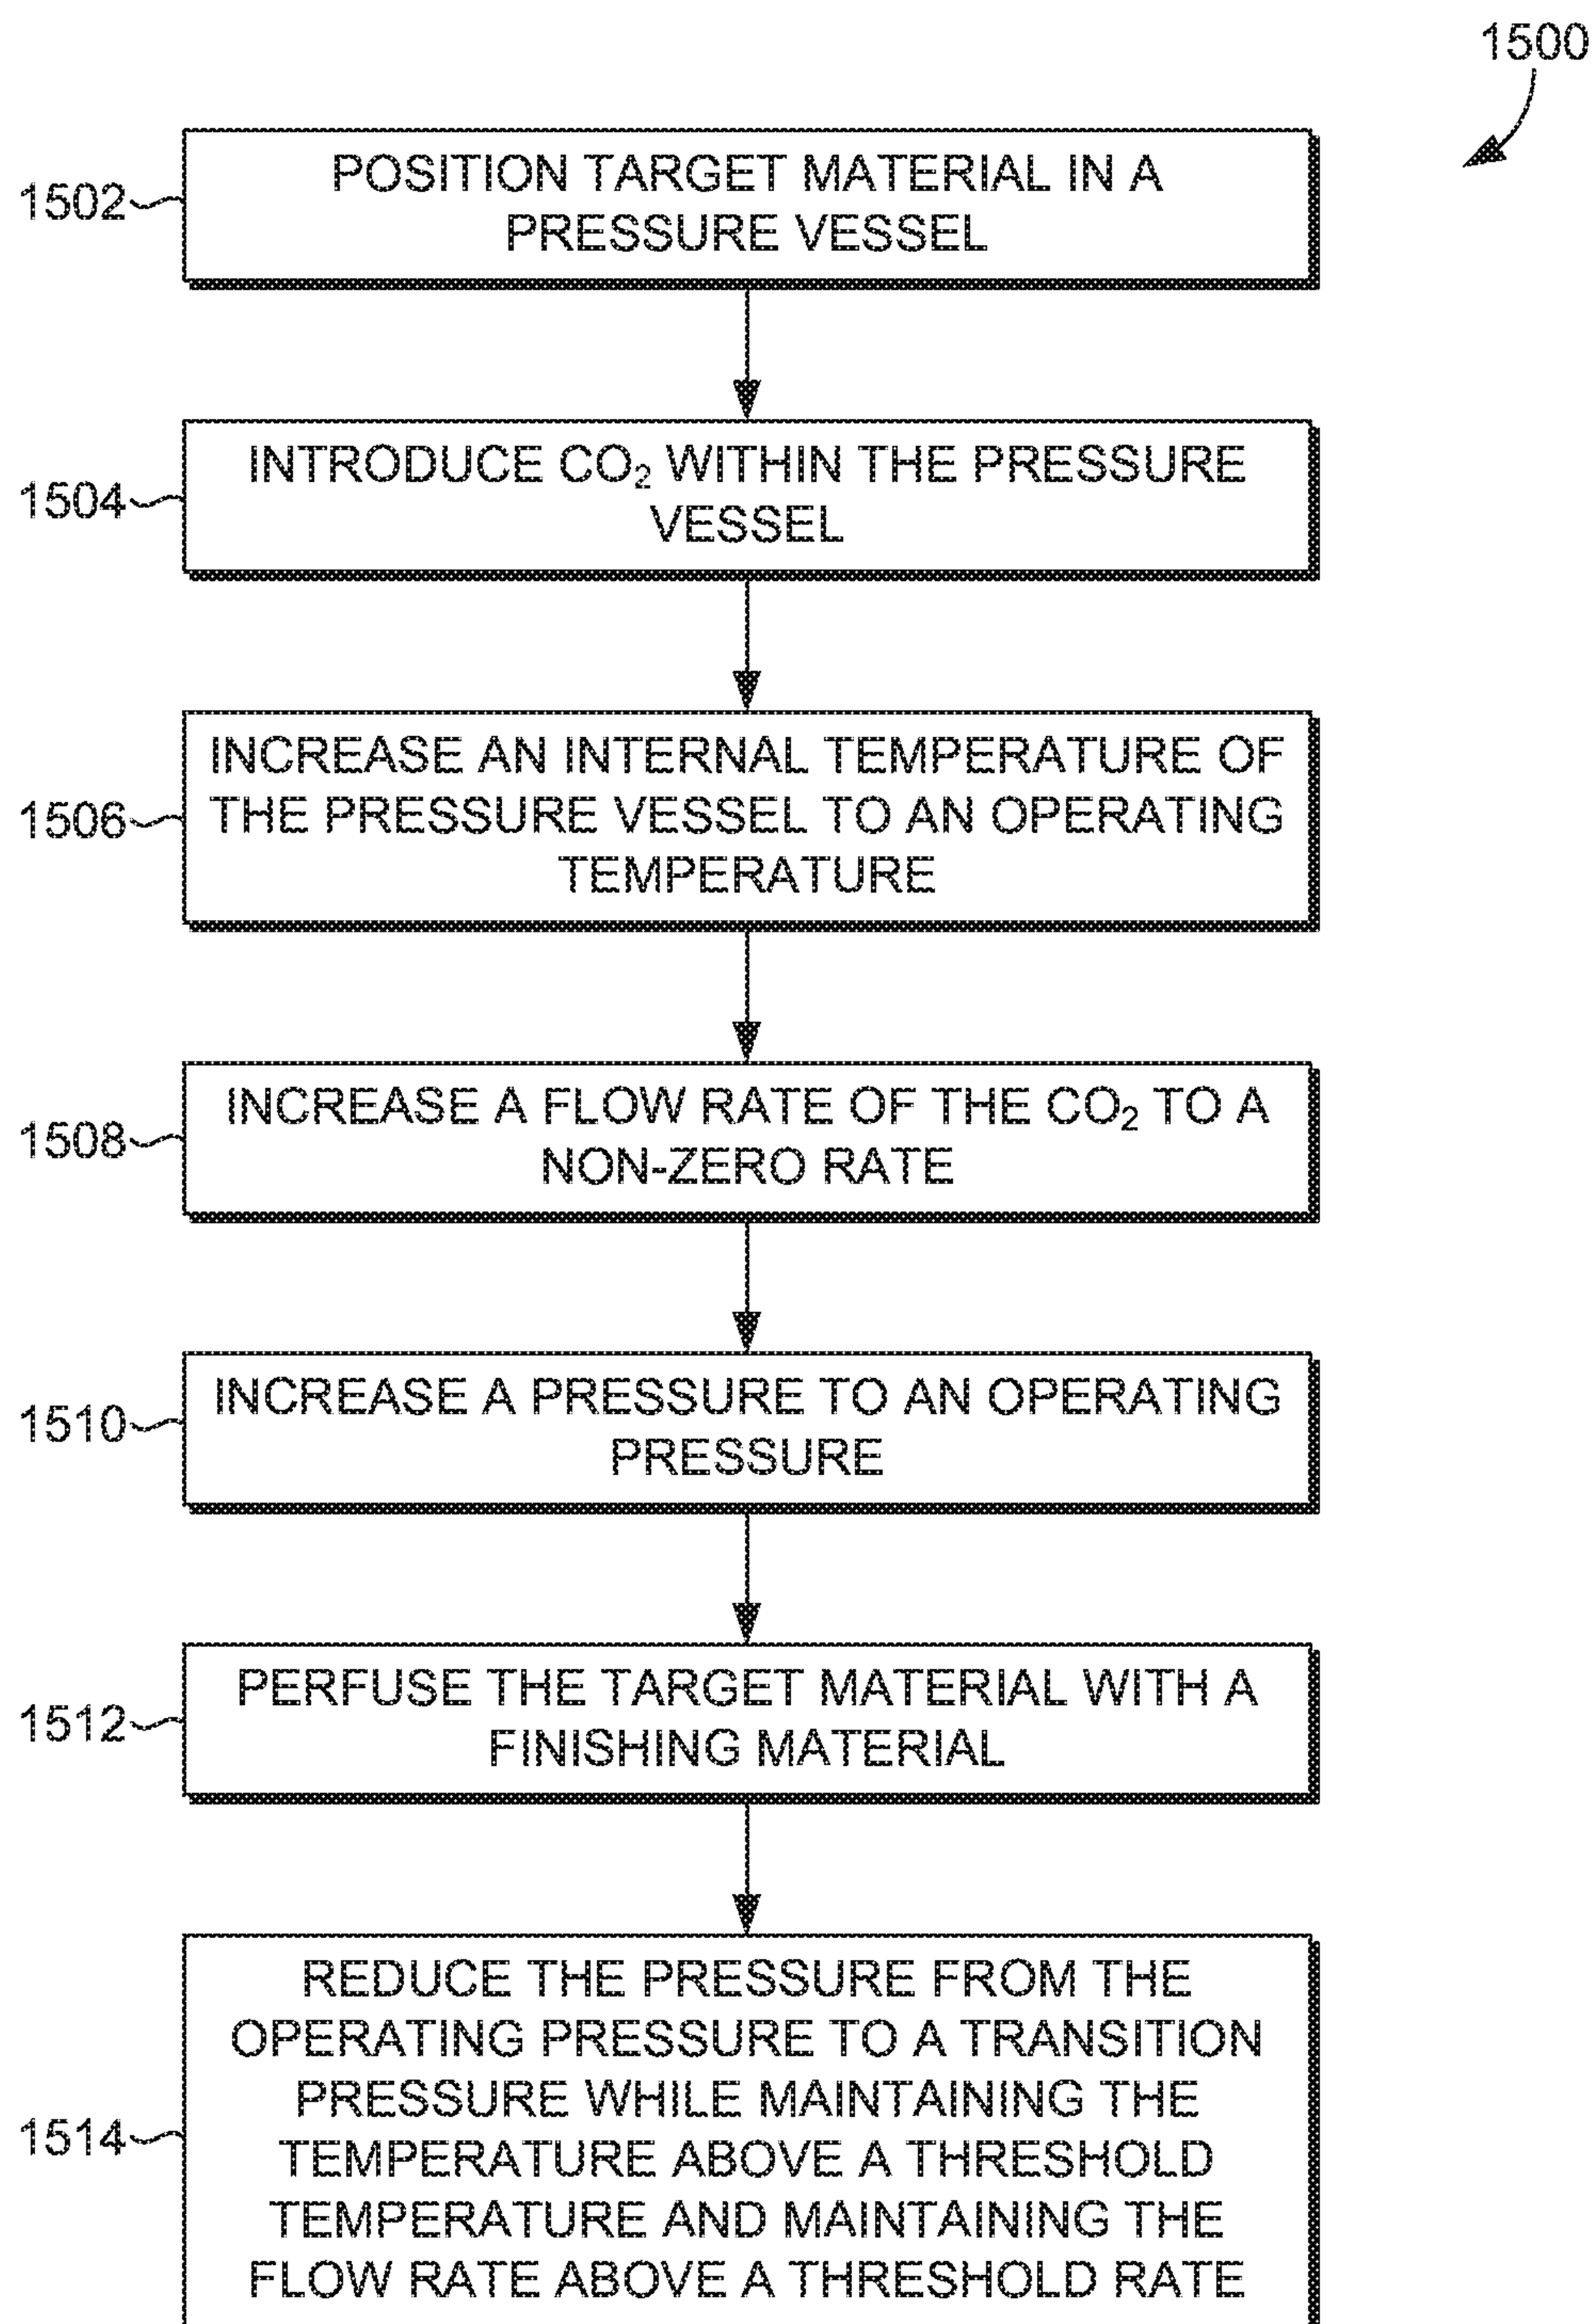 1500
1502
POSITION TARGET MATERIAL IN A
PRESSURE VESSEL
1504
INTRODUCE CO₂ WITHIN THE PRESSURE
VESSEL
1506
INCREASE AN INTERNAL TEMPERATURE OF
THE PRESSURE VESSEL TO AN OPERATING
TEMPERATURE
1508
INCREASE A FLOW RATE OF THE CO₂ TO A
NON-ZERO RATE
1510
INCREASE A PRESSURE TO AN OPERATING
PRESSURE
1512
PERFUSE THE TARGET MATERIAL WITH A
FINISHING MATERIAL
1514
REDUCE THE PRESSURE FROM THE
OPERATING PRESSURE TO A TRANSITION
PRESSURE WHILE MAINTAINING THE
TEMPERATURE ABOVE A THRESHOLD
TEMPERATURE AND MAINTAINING THE
FLOW RATE ABOVE A THRESHOLD RATE